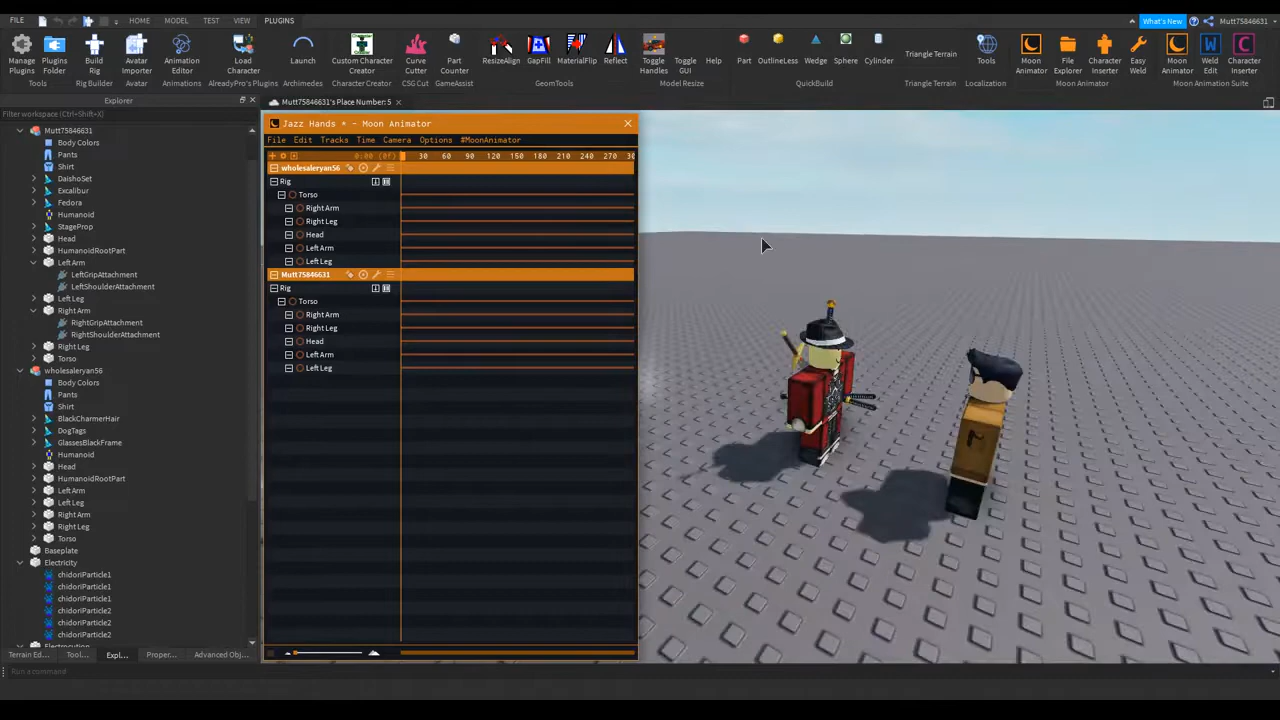 FILE HOME MODEL TEST VIEW PLUGINS What's New Mutt75846631
Manage Plugins
Plugins Folder
Build Rig
Avatar Importer
Animation Editor
Load Character
Launch
Custom Character Creator
Curve Cutter
Part Counter
ResizeAlign
GapFill
MaterialFlip
Reflect
Toggle Handles
Toggle GUI
Help
Part
OutlineLess
Wedge
Sphere
Cylinder
Triangle Terrain
Tools
Moon Animator
File Explorer
Character Inserter
Easy Weld
Moon Animator
Weld Edit
Character Inserter
Tools Rig Builder Avatar Animations AlreadyPro's Plugins Archimedes Character Creator CSG Cut GameAssist GeomTools Model Resize QuickBuild Triangle Terrain Localization Moon Animator Moon Animation Suite
Explorer
Filter workspace (Ctrl+Shift+X)
Mutt75846631
Body Colors
Pants
Shirt
DaishoSet
Excalibur
Fedora
Humanoid
StageProp
Head
HumanoidRootPart
Left Arm
LeftGripAttachment
LeftShoulderAttachment
Left Leg
Right Arm
RightGripAttachment
RightShoulderAttachment
Right Leg
Torso
wholesaleryan56
Body Colors
Pants
Shirt
BlackCharmerHair
DogTags
GlassesBlackFrame
Humanoid
Head
HumanoidRootPart
Left Arm
Left Leg
Right Arm
Right Leg
Torso
Baseplate
Electricity
chidoriParticle1
chidoriParticle1
chidoriParticle1
chidoriParticle2
chidoriParticle2
chidoriParticle2
Terrain Ed... Tool... Expl... Proper... Advanced Obj...
Run a command
Mutt75846631's Place Number: 5
Jazz Hands * - Moon Animator
File Edit Tracks Time Camera Options #MoonAnimator
0:00 (0f) 30 60 90 120 150 180 210 240 270 30
wholesaleryan56
Rig
Torso
Right Arm
Right Leg
Head
Left Arm
Left Leg
Mutt75846631
Rig
Torso
Right Arm
Right Leg
Head
Left Arm
Left Leg